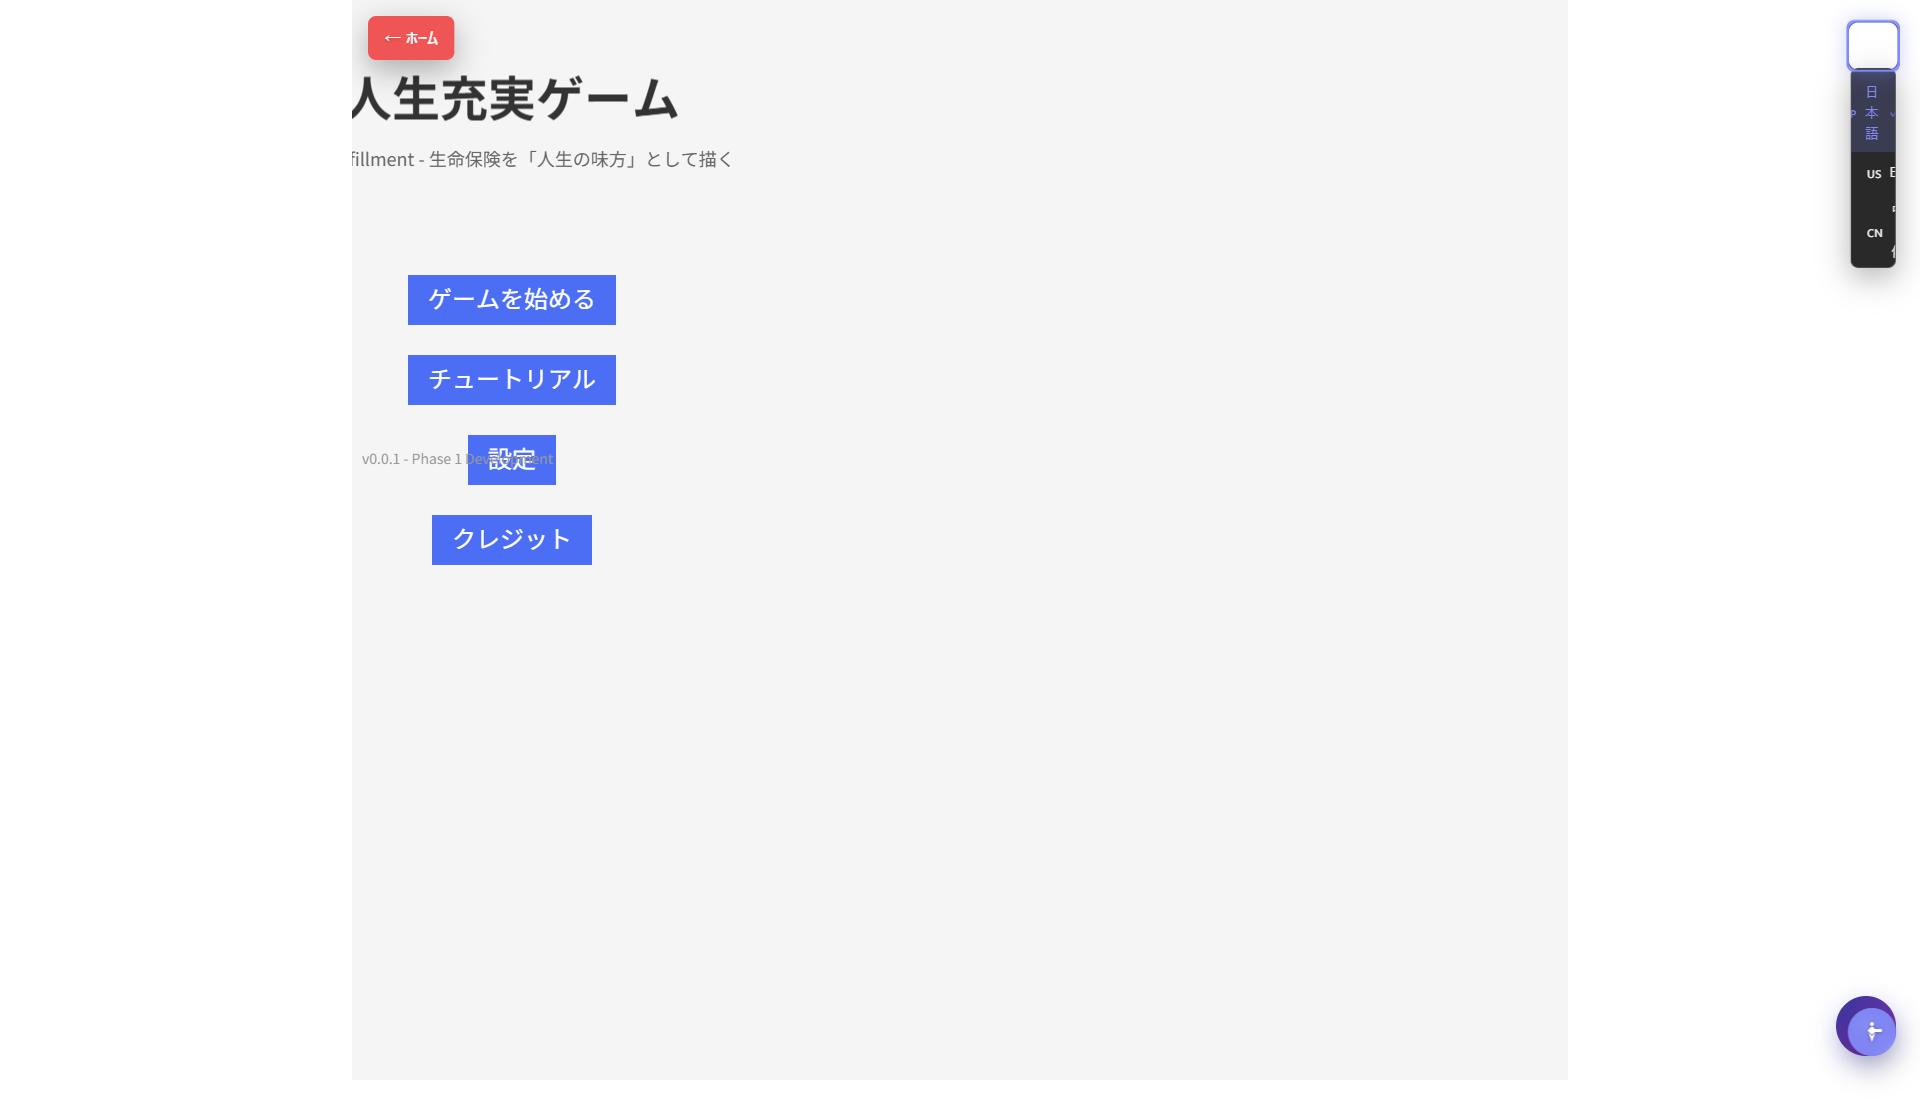 ← ホーム
人生充実ゲーム
fillment - 生命保険を「人生の味方」として描く
ゲームを始める
チュートリアル
設定
v0.0.1 - Phase 1 Development
クレジット
日本語
US
CN